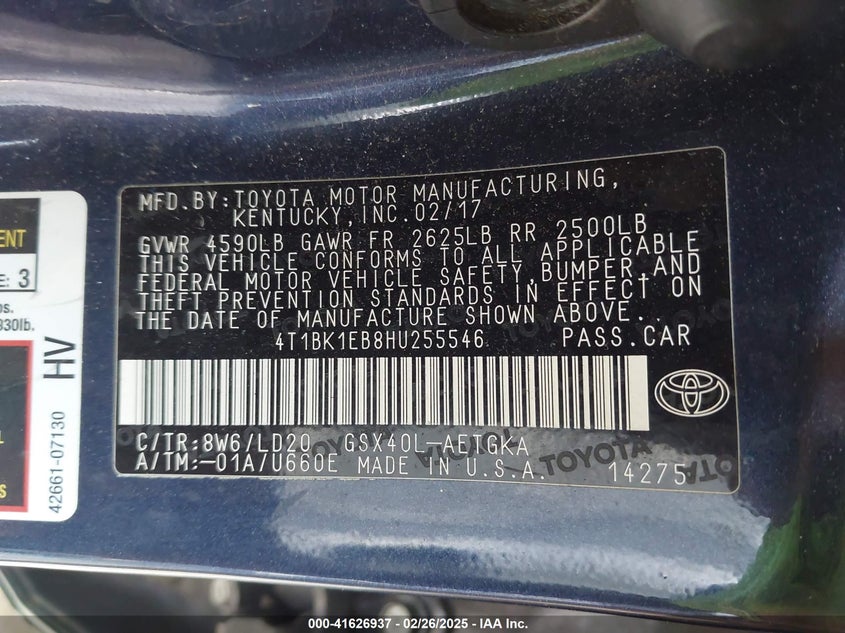 MFD.BY:TOYOTA MOTOR MANUFACTURING,
KENTUCKY, INC. 02/17
GVWR 4590LB GAWR FR 2625LB RR 2500LB
THIS VEHICLE CONFORMS TO ALL APPLICABLE
FEDERAL MOTOR VEHICLE SAFETY,BUMPER,AND
THEFT PREVENTION STANDARDS IN EFFECT ON
THE DATE OF MANUFACTURE SHOWN ABOVE..
4T1BK1EB8HU255546 PASS.CAR
C/TR:8W6/LD20 GSX40L-AETGKA
A/TM:-01A/U660E MADE IN U.S.A. 14275
TOYOTA
E: 3
330lb.
HV
42661-07130
000-41626937 - 02/26/2025 - IAA Inc.